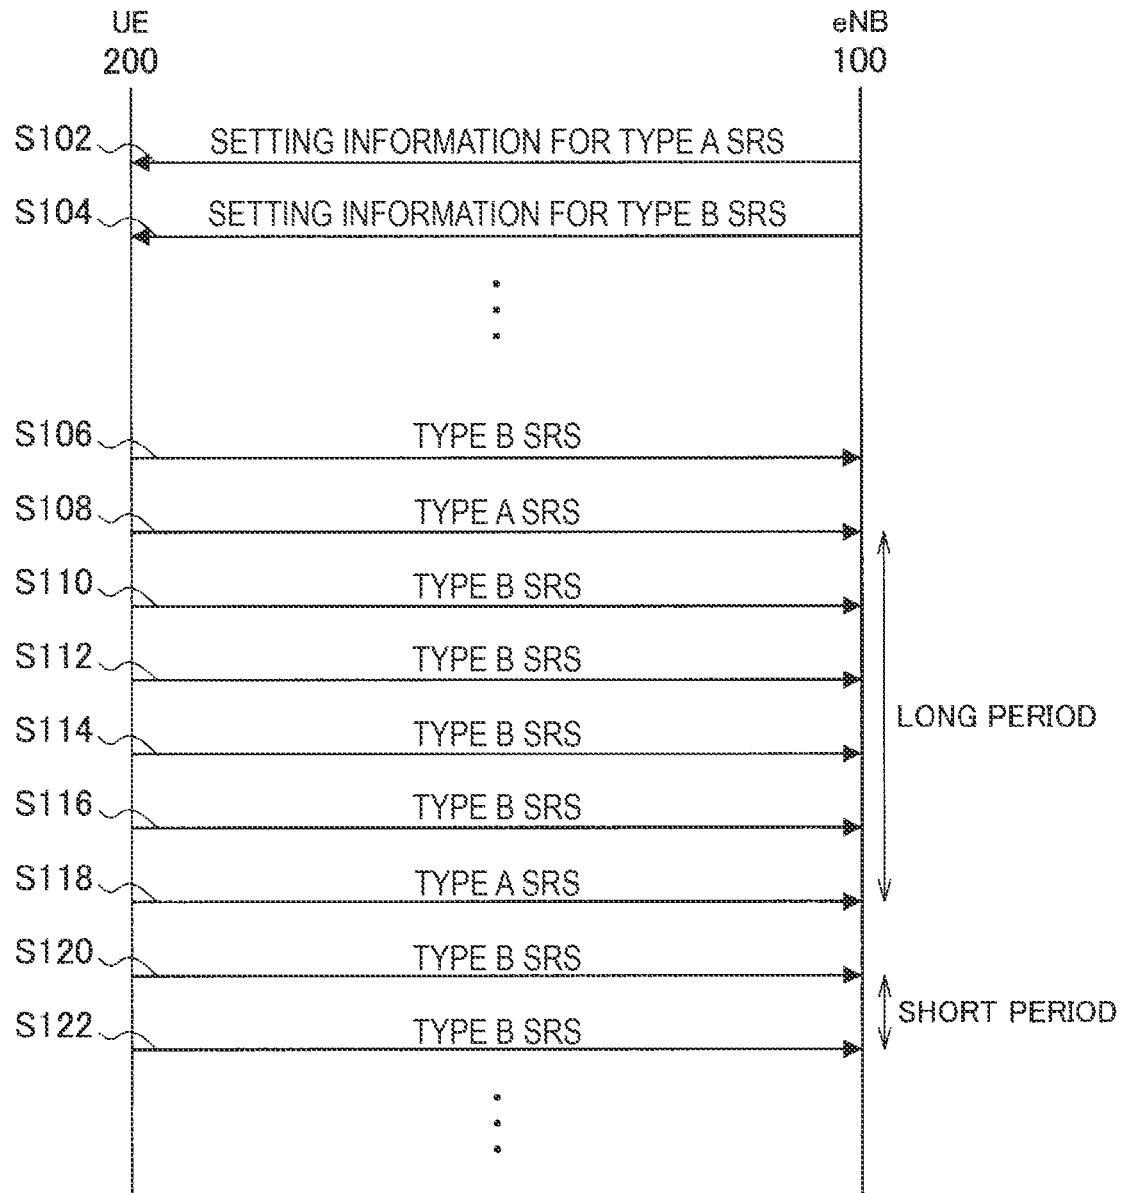 UE
200
eNB
100
S102
SETTING INFORMATION FOR TYPE A SRS
S104
SETTING INFORMATION FOR TYPE B SRS
S106
TYPE B SRS
S108
TYPE A SRS
S110
TYPE B SRS
S112
TYPE B SRS
LONG PERIOD
S114
TYPE B SRS
S116
TYPE B SRS
S118
TYPE A SRS
S120
TYPE B SRS
SHORT PERIOD
S122
TYPE B SRS